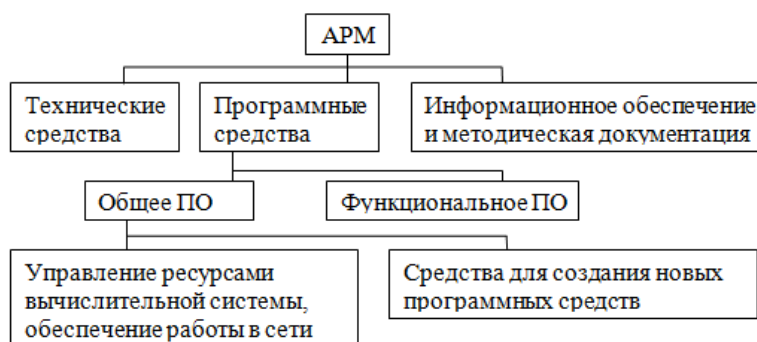 АРМ
Технические
средства
Программные
средства
Информационное обеспечение
и методическая документация
Общее ПО
Функциональное ПО
Управление ресурсами
вычислительной системы,
обеспечение работы в сети
Средства для создания новых
программных средств